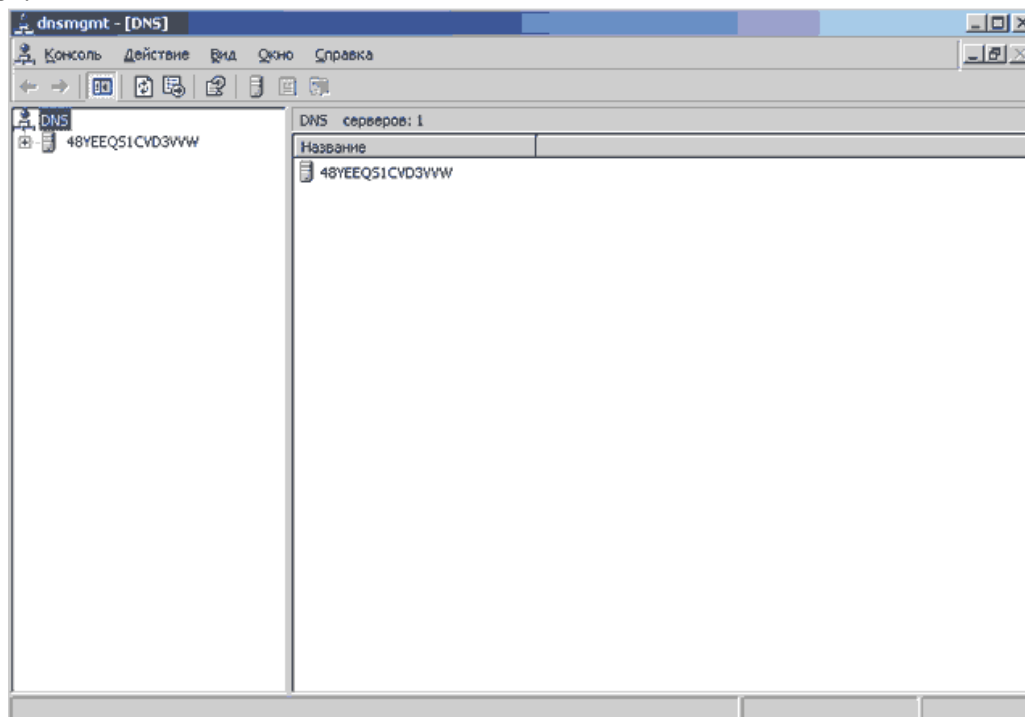 dnsmgmt - [DNS]
Консоль Действие Вид Окно Справка
DNS
48YEEQS1CVD3VVW
DNS серверов: 1
Название
48YEEQS1CVD3VVW